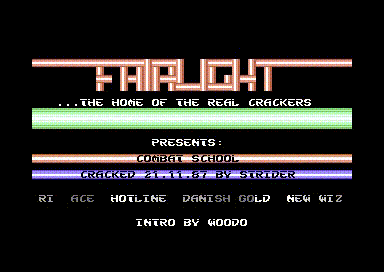 FAIRLIGHT
...THE HOME OF THE REAL CRACKERS
PRESENTS:
COMBAT SCHOOL
CRACKED 21.11.87 BY STRIDER
RI ACE HOTLINE DANISH GOLD NEW WIZ
INTRO BY WOODO